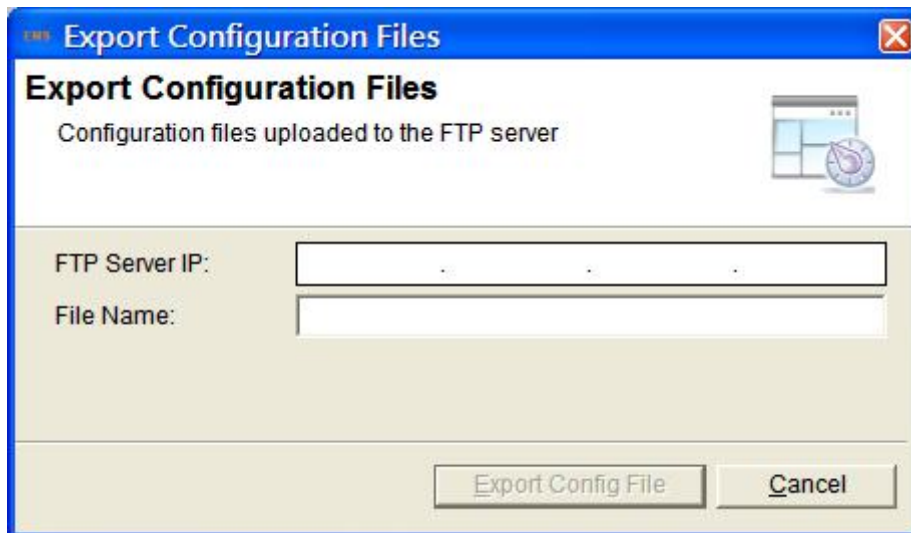 EMS Export Configuration Files
Export Configuration Files
Configuration files uploaded to the FTP server
FTP Server IP: . . .
File Name:
Export Config File Cancel